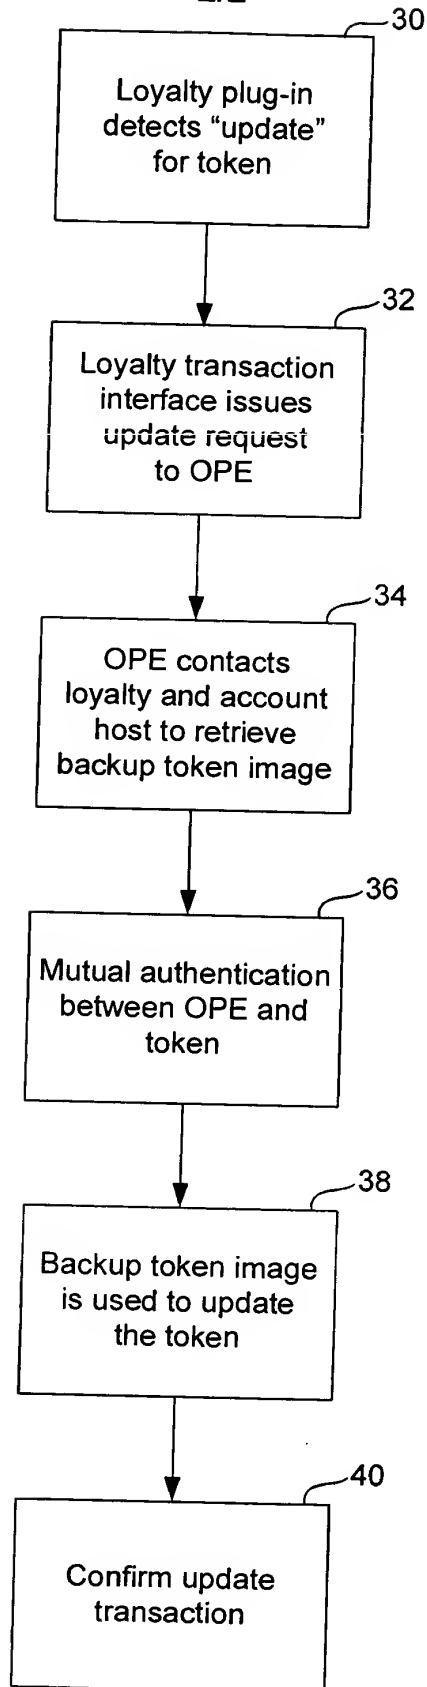 30
Loyalty plug-in
detects “update”
for token
32
Loyalty transaction
interface issues
update request
to OPE
34
OPE contacts
loyalty and account
host to retrieve
backup token image
36
Mutual authentication
between OPE and
token
38
Backup token image
is used to update
the token
40
Confirm update
transaction